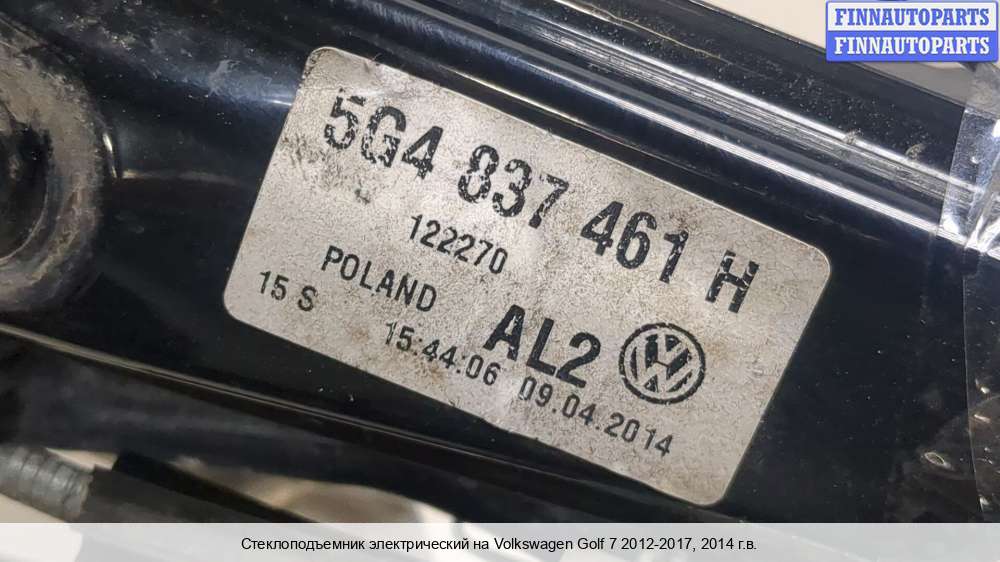 FINNAUTOPARTS
FINNAUTOPARTS
5G4 837 461 H
122270
POLAND AL2
15 S 15:44:06 09.04.2014
Стеклоподъемник электрический на Volkswagen Golf 7 2012-2017, 2014 г.в.